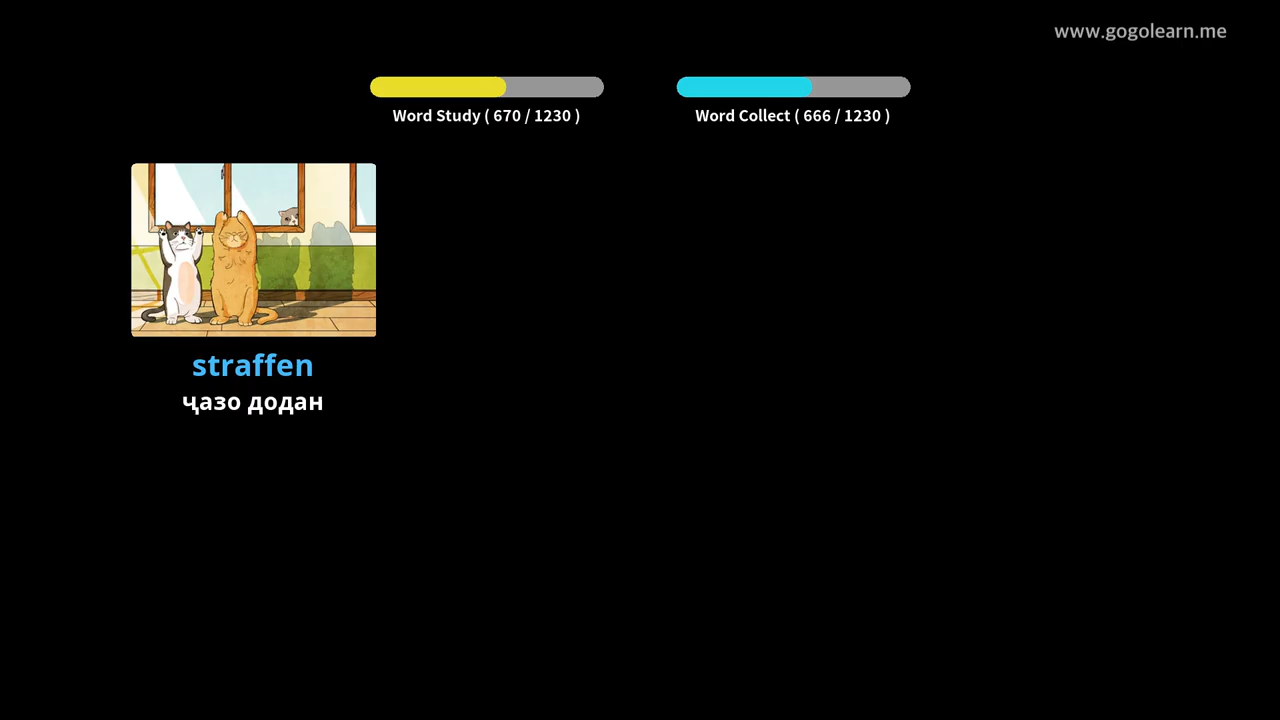 www.gogolearn.me
Word Study ( 670 / 1230 )
Word Collect ( 666 / 1230 )
straffen
ҷазо додан